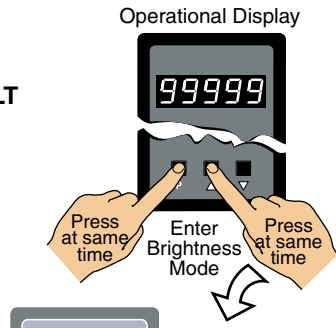 Operational Display
LT
99999
P
Press
at same
time
Enter
Brightness
Mode
Press
at same
time